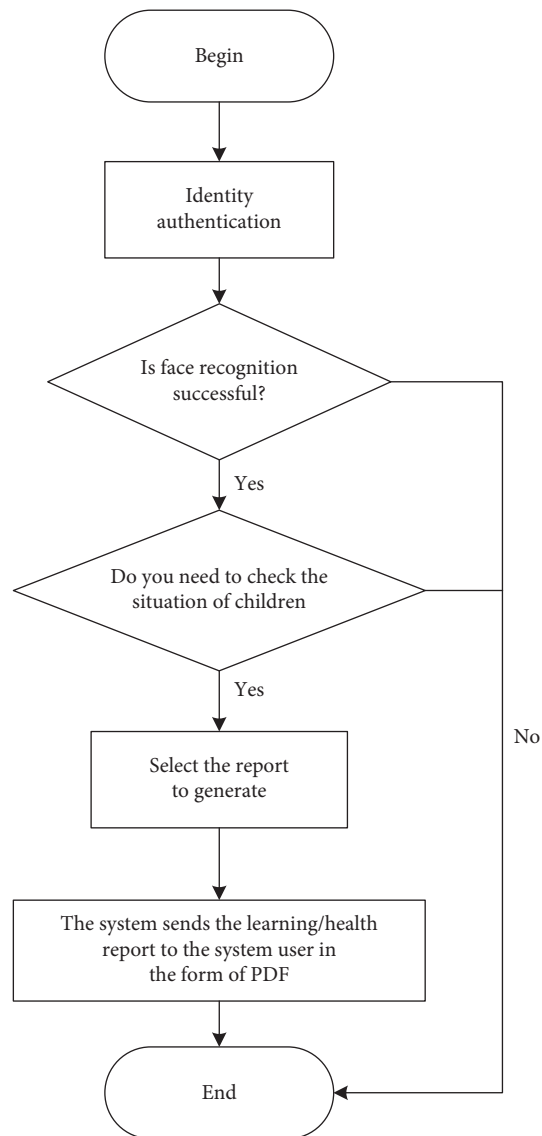 Begin
Identity
authentication
Is face recognition
successful?
Yes
Do you need to check the
situation of children
Yes
No
Select the report
to generate
The system sends the learning/health
report to the system user in
the form of PDF
End